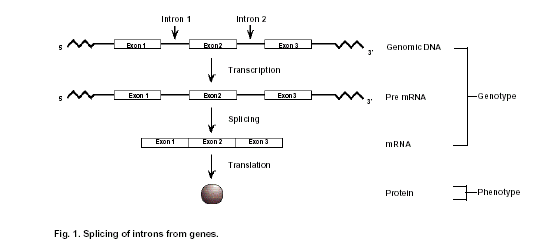 Intron 1 Intron 2
5 Exon 1 Exon2 Exon 3 3' Genomic DNA
Transcription
5 Exon 1 Exon2 Exon3 3' Pre mRNA Genotype
Splicing
Exon 1 Exon 2 Exon 3 mRNA
Translation
Protein Phenotype
Fig. 1. Splicing of introns from genes.